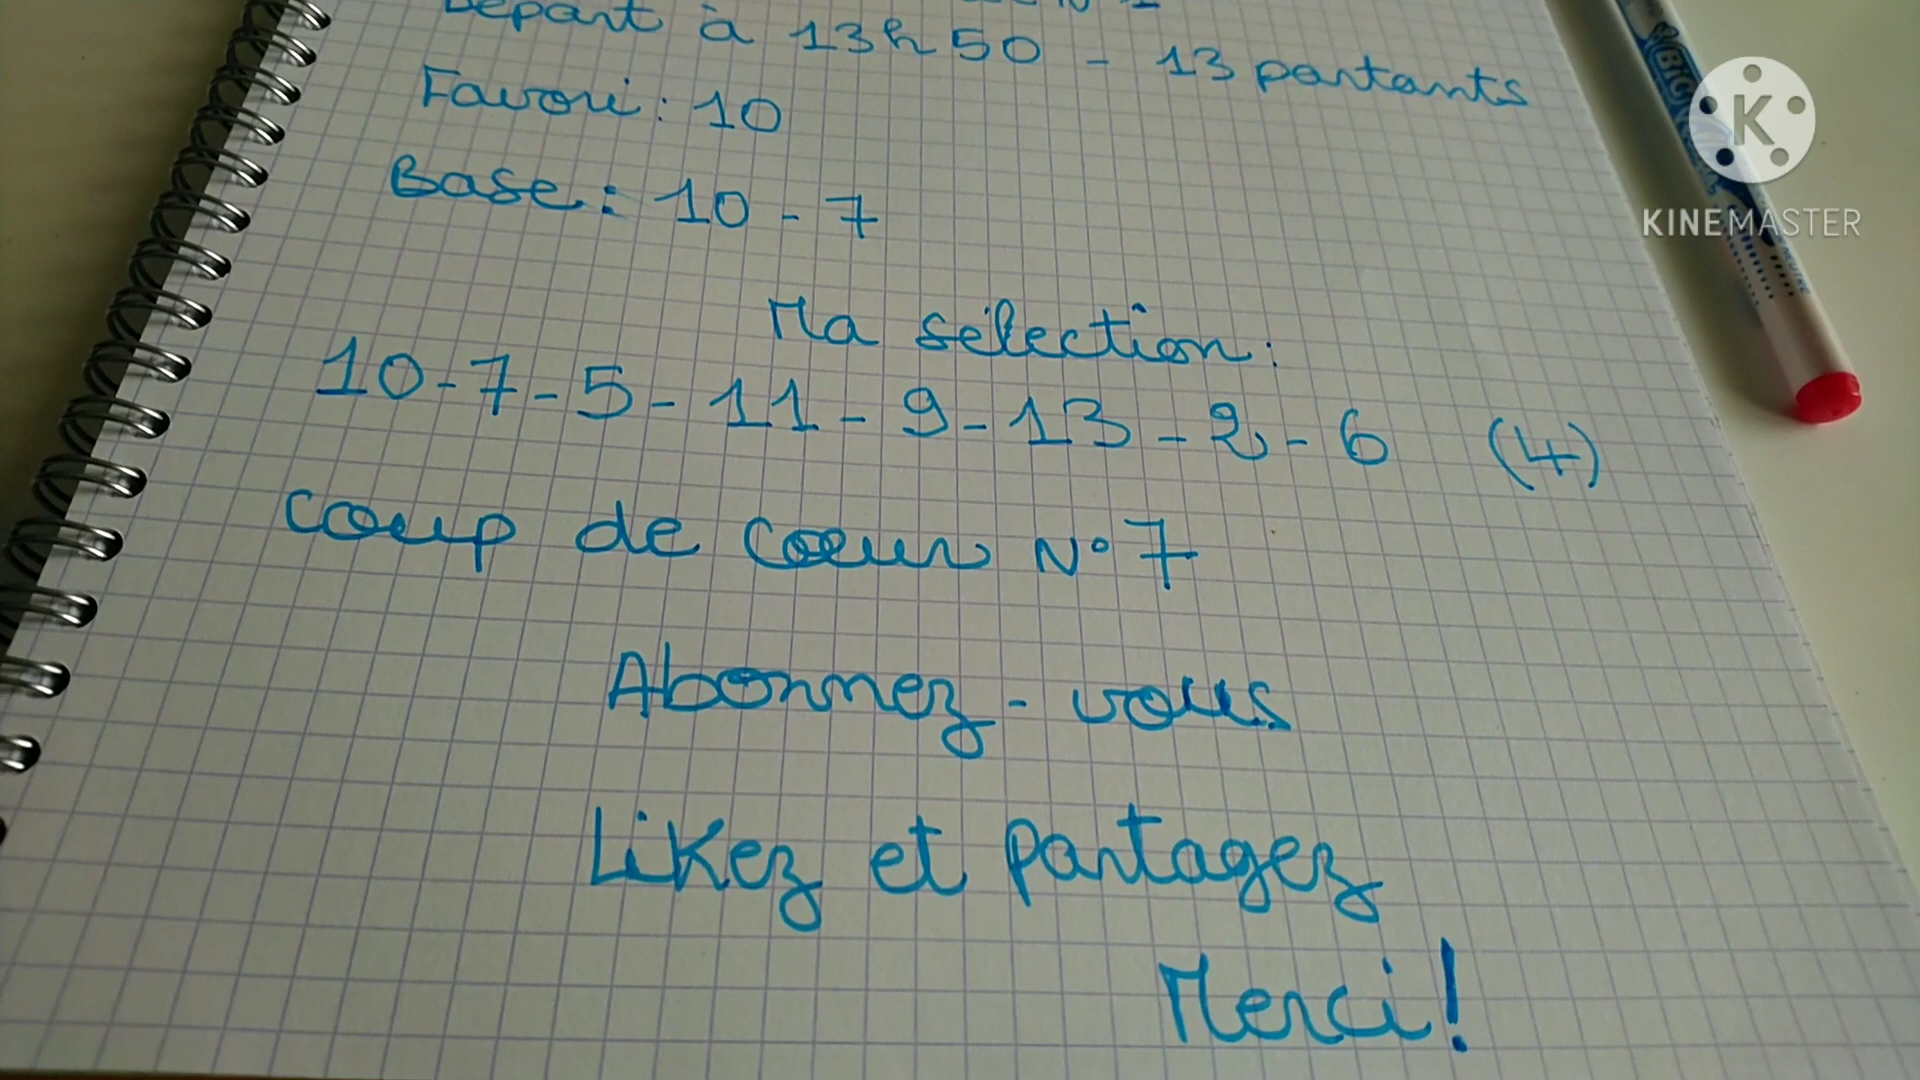 Départ à 13h50 - 13 partants
Favori: 10
Base: 10 - 7
Ma sélection:
10 - 7 - 5 - 11 - 9 - 13 - 2 - 6 (4)
coup de coeur N°7
Abonnez-vous
Likez et partagez
Merci!
K
KINEMASTER